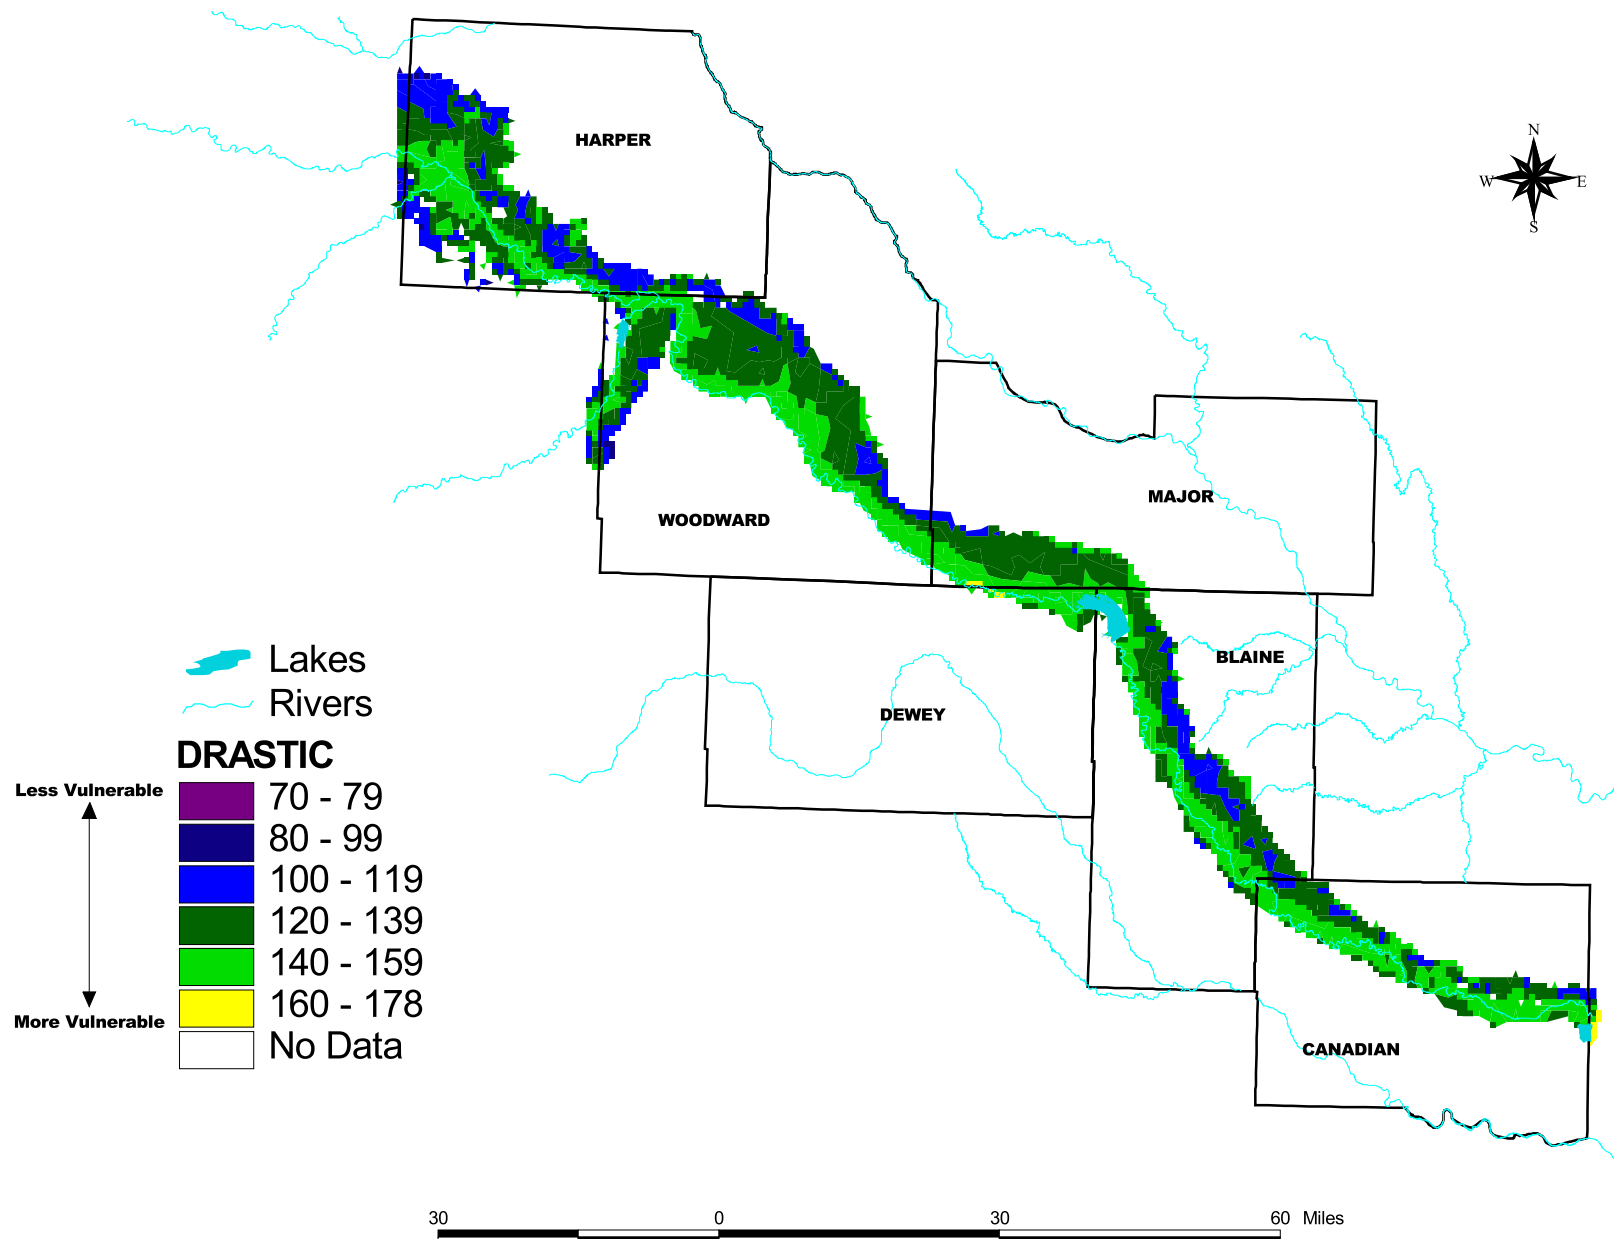 N
W E
S
HARPER
MAJOR
WOODWARD
BLAINE
DEWEY
CANADIAN
Lakes
Rivers
DRASTIC
Less Vulnerable
70 - 79
80 - 99
100 - 119
120 - 139
140 - 159
160 - 178
More Vulnerable
No Data
30 0 30 60 Miles